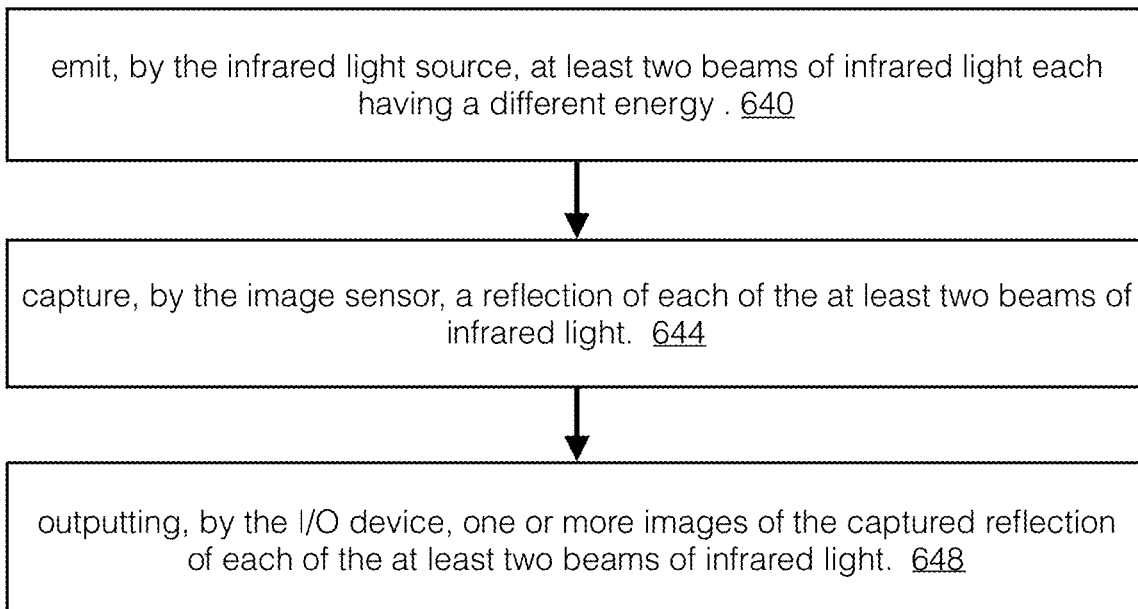 emit, by the infrared light source, at least two beams of infrared light each
having a different energy . 640
capture, by the image sensor, a reflection of each of the at least two beams of
infrared light. 644
outputting, by the I/O device, one or more images of the captured reflection
of each of the at least two beams of infrared light. 648